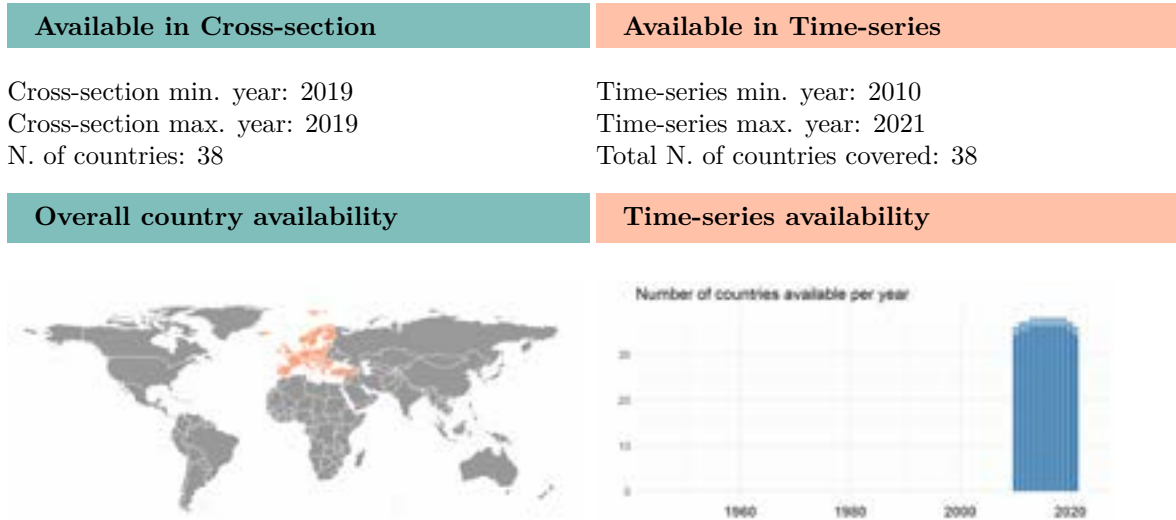 Available in Cross-section
Available in Time-series
Cross-section min. year: 2019
Cross-section max. year: 2019
N. of countries: 38
Time-series min. year: 2010
Time-series max. year: 2021
Total N. of countries covered: 38
Overall country availability
Time-series availability
Number of countries available per year
20
0
1960
1980
2000
2020